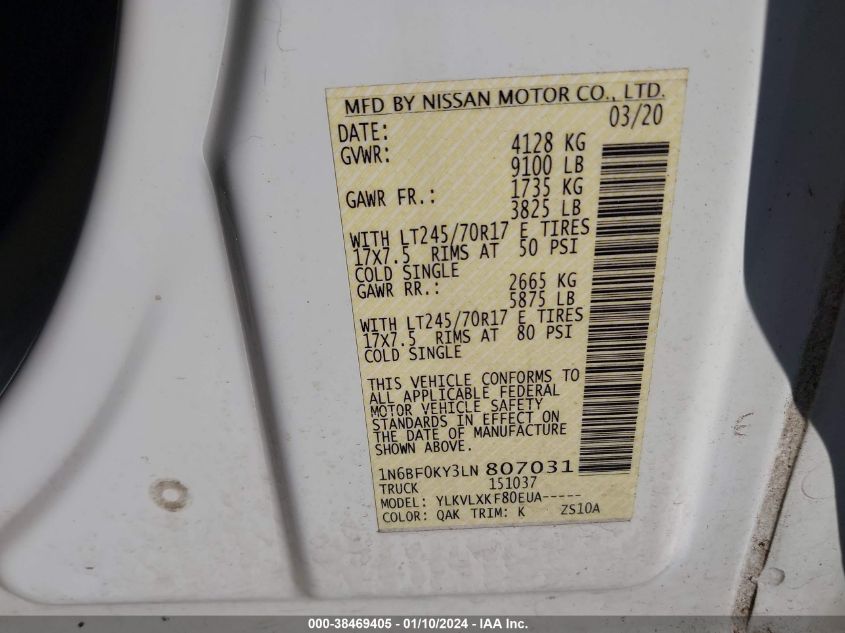 MFD BY NISSAN MOTOR CO., LTD.
DATE: 03/20
GVWR: 4128 KG
9100 LB
GAWR FR.: 1735 KG
3825 LB
WITH LT245/70R17 E TIRES
17X7.5 RIMS AT 50 PSI
COLD SINGLE
GAWR RR.: 2665 KG
5875 LB
WITH LT245/70R17 E TIRES
17X7.5 RIMS AT 80 PSI
COLD SINGLE
THIS VEHICLE CONFORMS TO
ALL APPLICABLE FEDERAL
MOTOR VEHICLE SAFETY
STANDARDS IN EFFECT ON
THE DATE OF MANUFACTURE
SHOWN ABOVE.
1N6BF0KY3LN 807031
TRUCK 151037
MODEL: YLKVLXKF80EUA-----
COLOR: QAK TRIM: K ZS10A
000-38469405 - 01/10/2024 - IAA Inc.